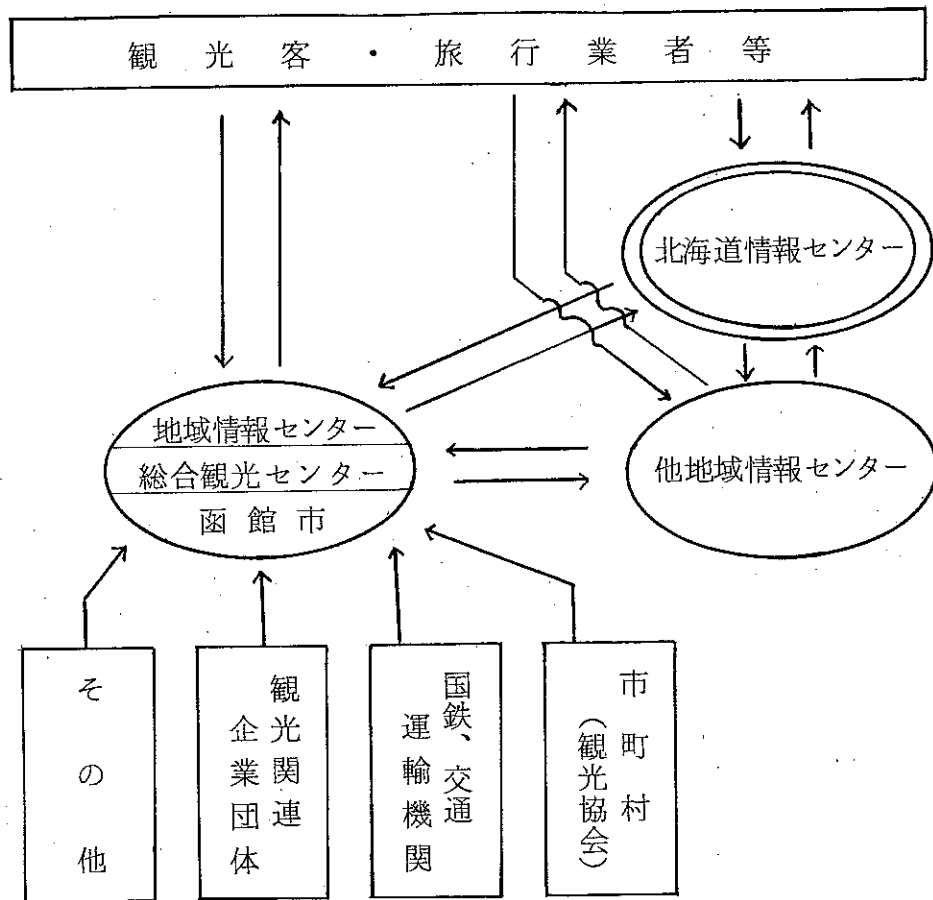 観光客・旅行業者等
北海道情報センター
地域情報センター
総合観光センター
函館市
他地域情報センター
その他
観光関連
企業団体
国鉄、交通
運輸機関
市町村
(観光協会)